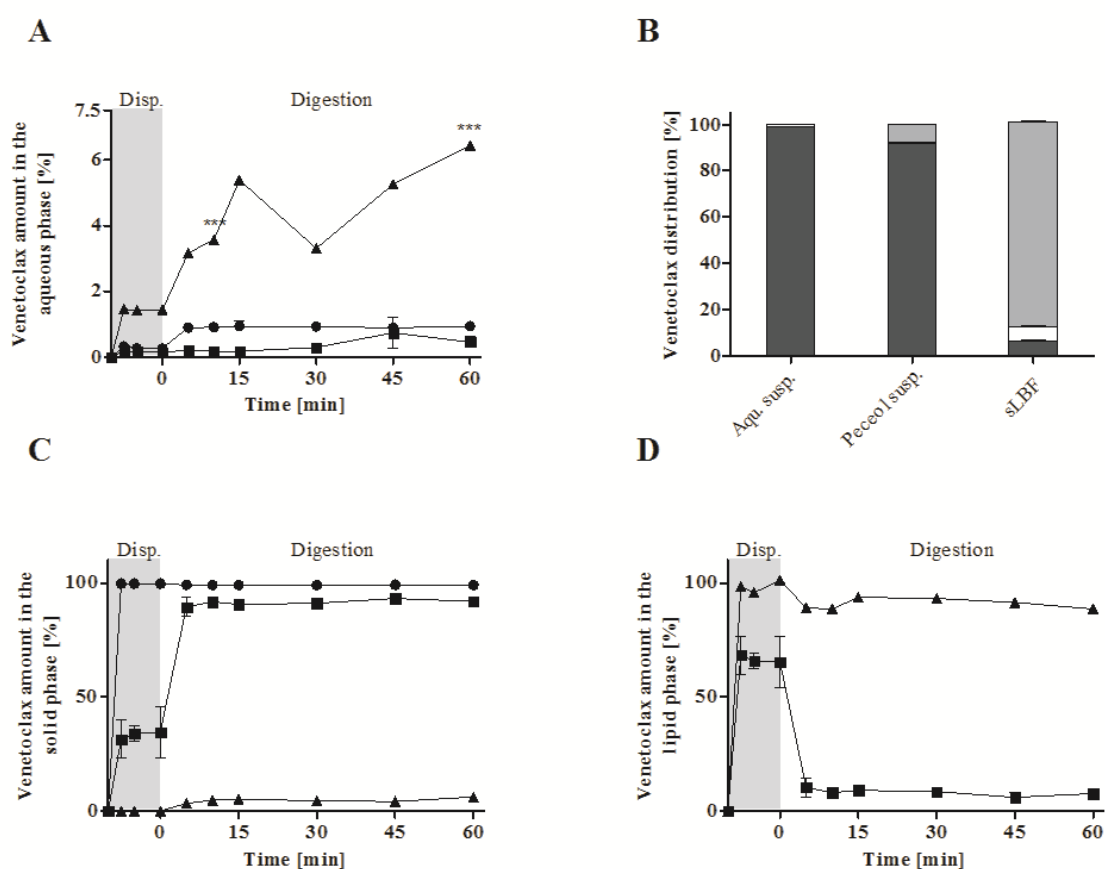 A
Disp. Digestion
Venetoclax amount in the
aqueous phase [%]
7.5
6
4
2
0
***
***
0 15 30 45 60
Time [min]
B
Venetoclax distribution [%]
100
80
60
40
20
0
Aqu. susp.
Peceol susp.
sLBF
C
Disp. Digestion
Venetoclax amount in the
solid phase [%]
100
50
0
0 15 30 45 60
Time [min]
D
Disp. Digestion
Venetoclax amount in the
lipid phase [%]
100
50
0
0 15 30 45 60
Time [min]